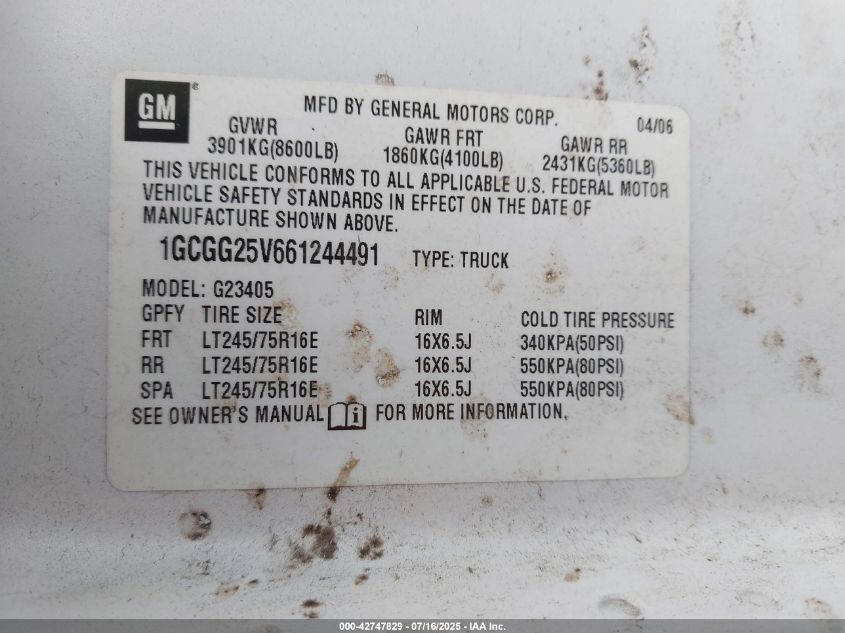 GM®
MFD BY GENERAL MOTORS CORP. 04/06
GVWR GAWR FRT GAWR RR
3901KG(8600LB) 1860KG(4100LB) 2431KG(5360LB)
THIS VEHICLE CONFORMS TO ALL APPLICABLE U.S. FEDERAL MOTOR
VEHICLE SAFETY STANDARDS IN EFFECT ON THE DATE OF
MANUFACTURE SHOWN ABOVE.
1GCGG25V661244491 TYPE: TRUCK
MODEL: G23405
GPFY TIRE SIZE RIM COLD TIRE PRESSURE
FRT LT245/75R16E 16X6.5J 340KPA(50PSI)
RR LT245/75R16E 16X6.5J 550KPA(80PSI)
SPA LT245/75R16E 16X6.5J 550KPA(80PSI)
SEE OWNER'S MANUAL i FOR MORE INFORMATION.
000-42747829 - 07/16/2025 - IAA Inc.